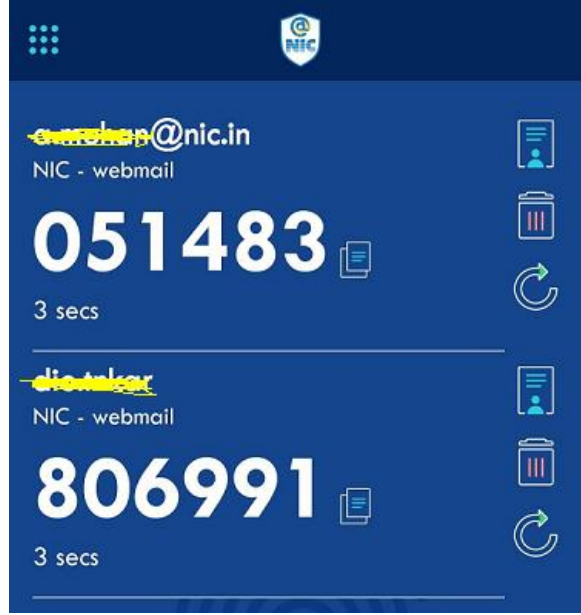 @
NIC
@nic.in
NIC - webmail
051483
3 secs
NIC - webmail
806991
3 secs